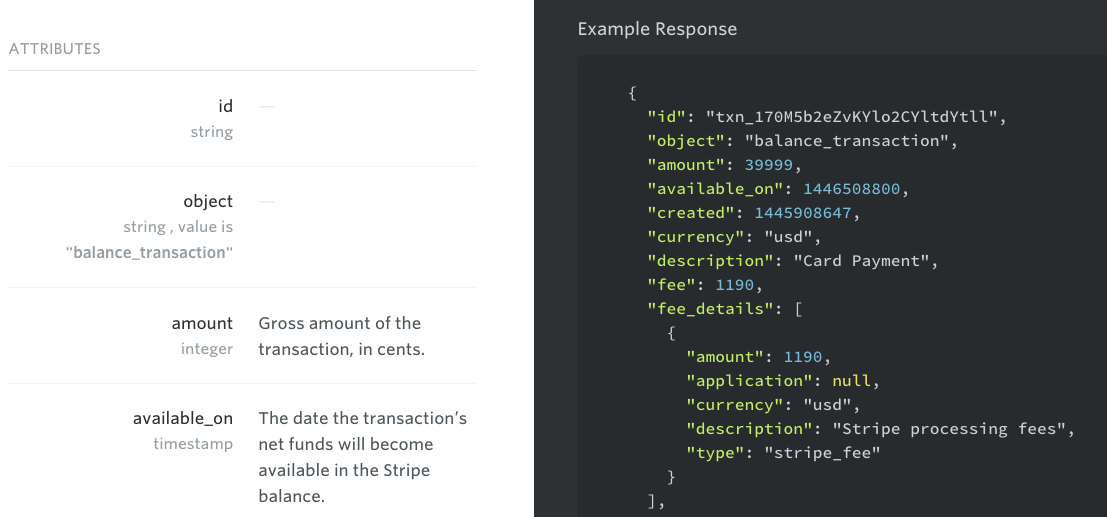 ATTRIBUTES
id —
string
object —
string , value is
"balance_transaction"
amount Gross amount of the
integer transaction, in cents.
available_on The date the transaction’s
timestamp net funds will become
available in the Stripe
balance.
Example Response
{
"id": "txn_170M5b2eZvKYlo2CYltdYtll",
"object": "balance_transaction",
"amount": 39999,
"available_on": 1446508800,
"created": 1445908647,
"currency": "usd",
"description": "Card Payment",
"fee": 1190,
"fee_details": [
{
"amount": 1190,
"application": null,
"currency": "usd",
"description": "Stripe processing fees",
"type": "stripe_fee"
}
],